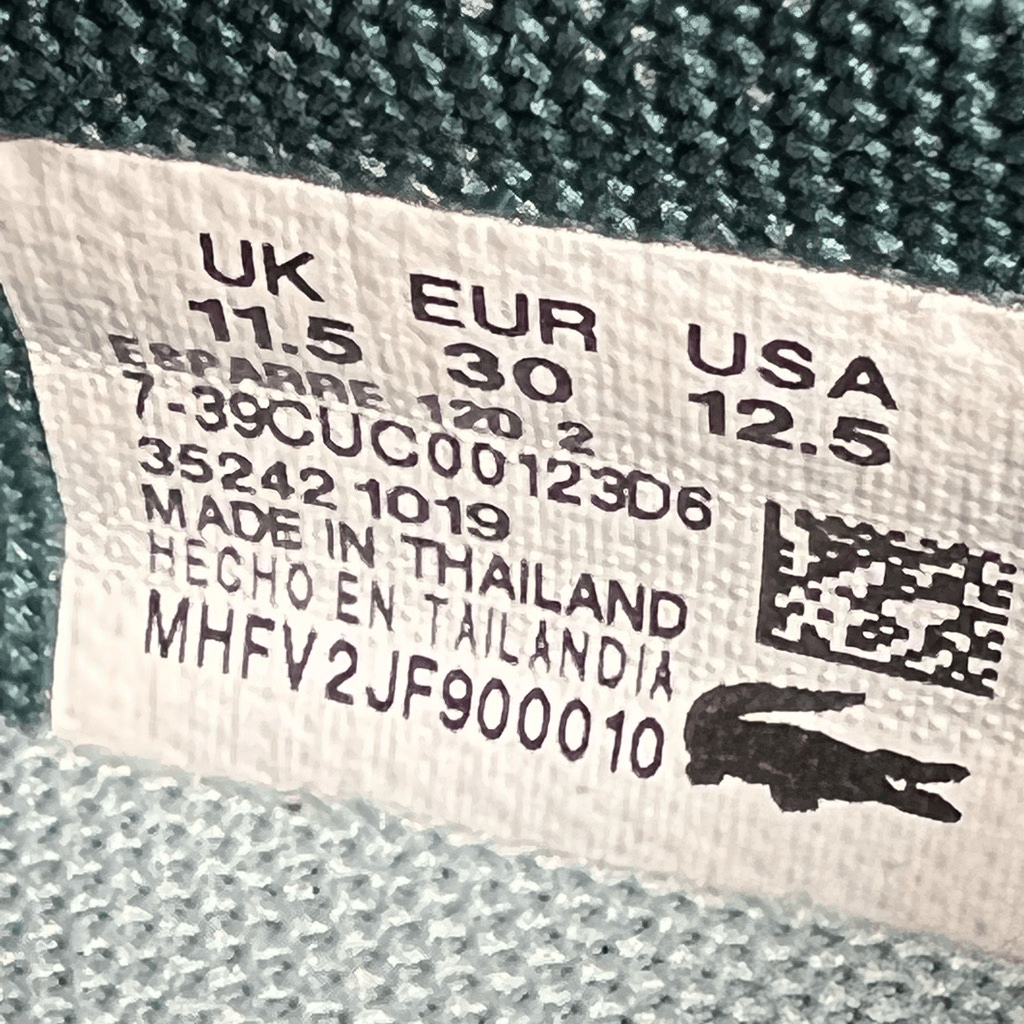 UK EUR USA
11.5 30 12.5
ESPARRE 120 2
7-39CUC00123D6
35242 1019
MADE IN THAILAND
HECHO EN TAILANDIA
MHFV2JF900010